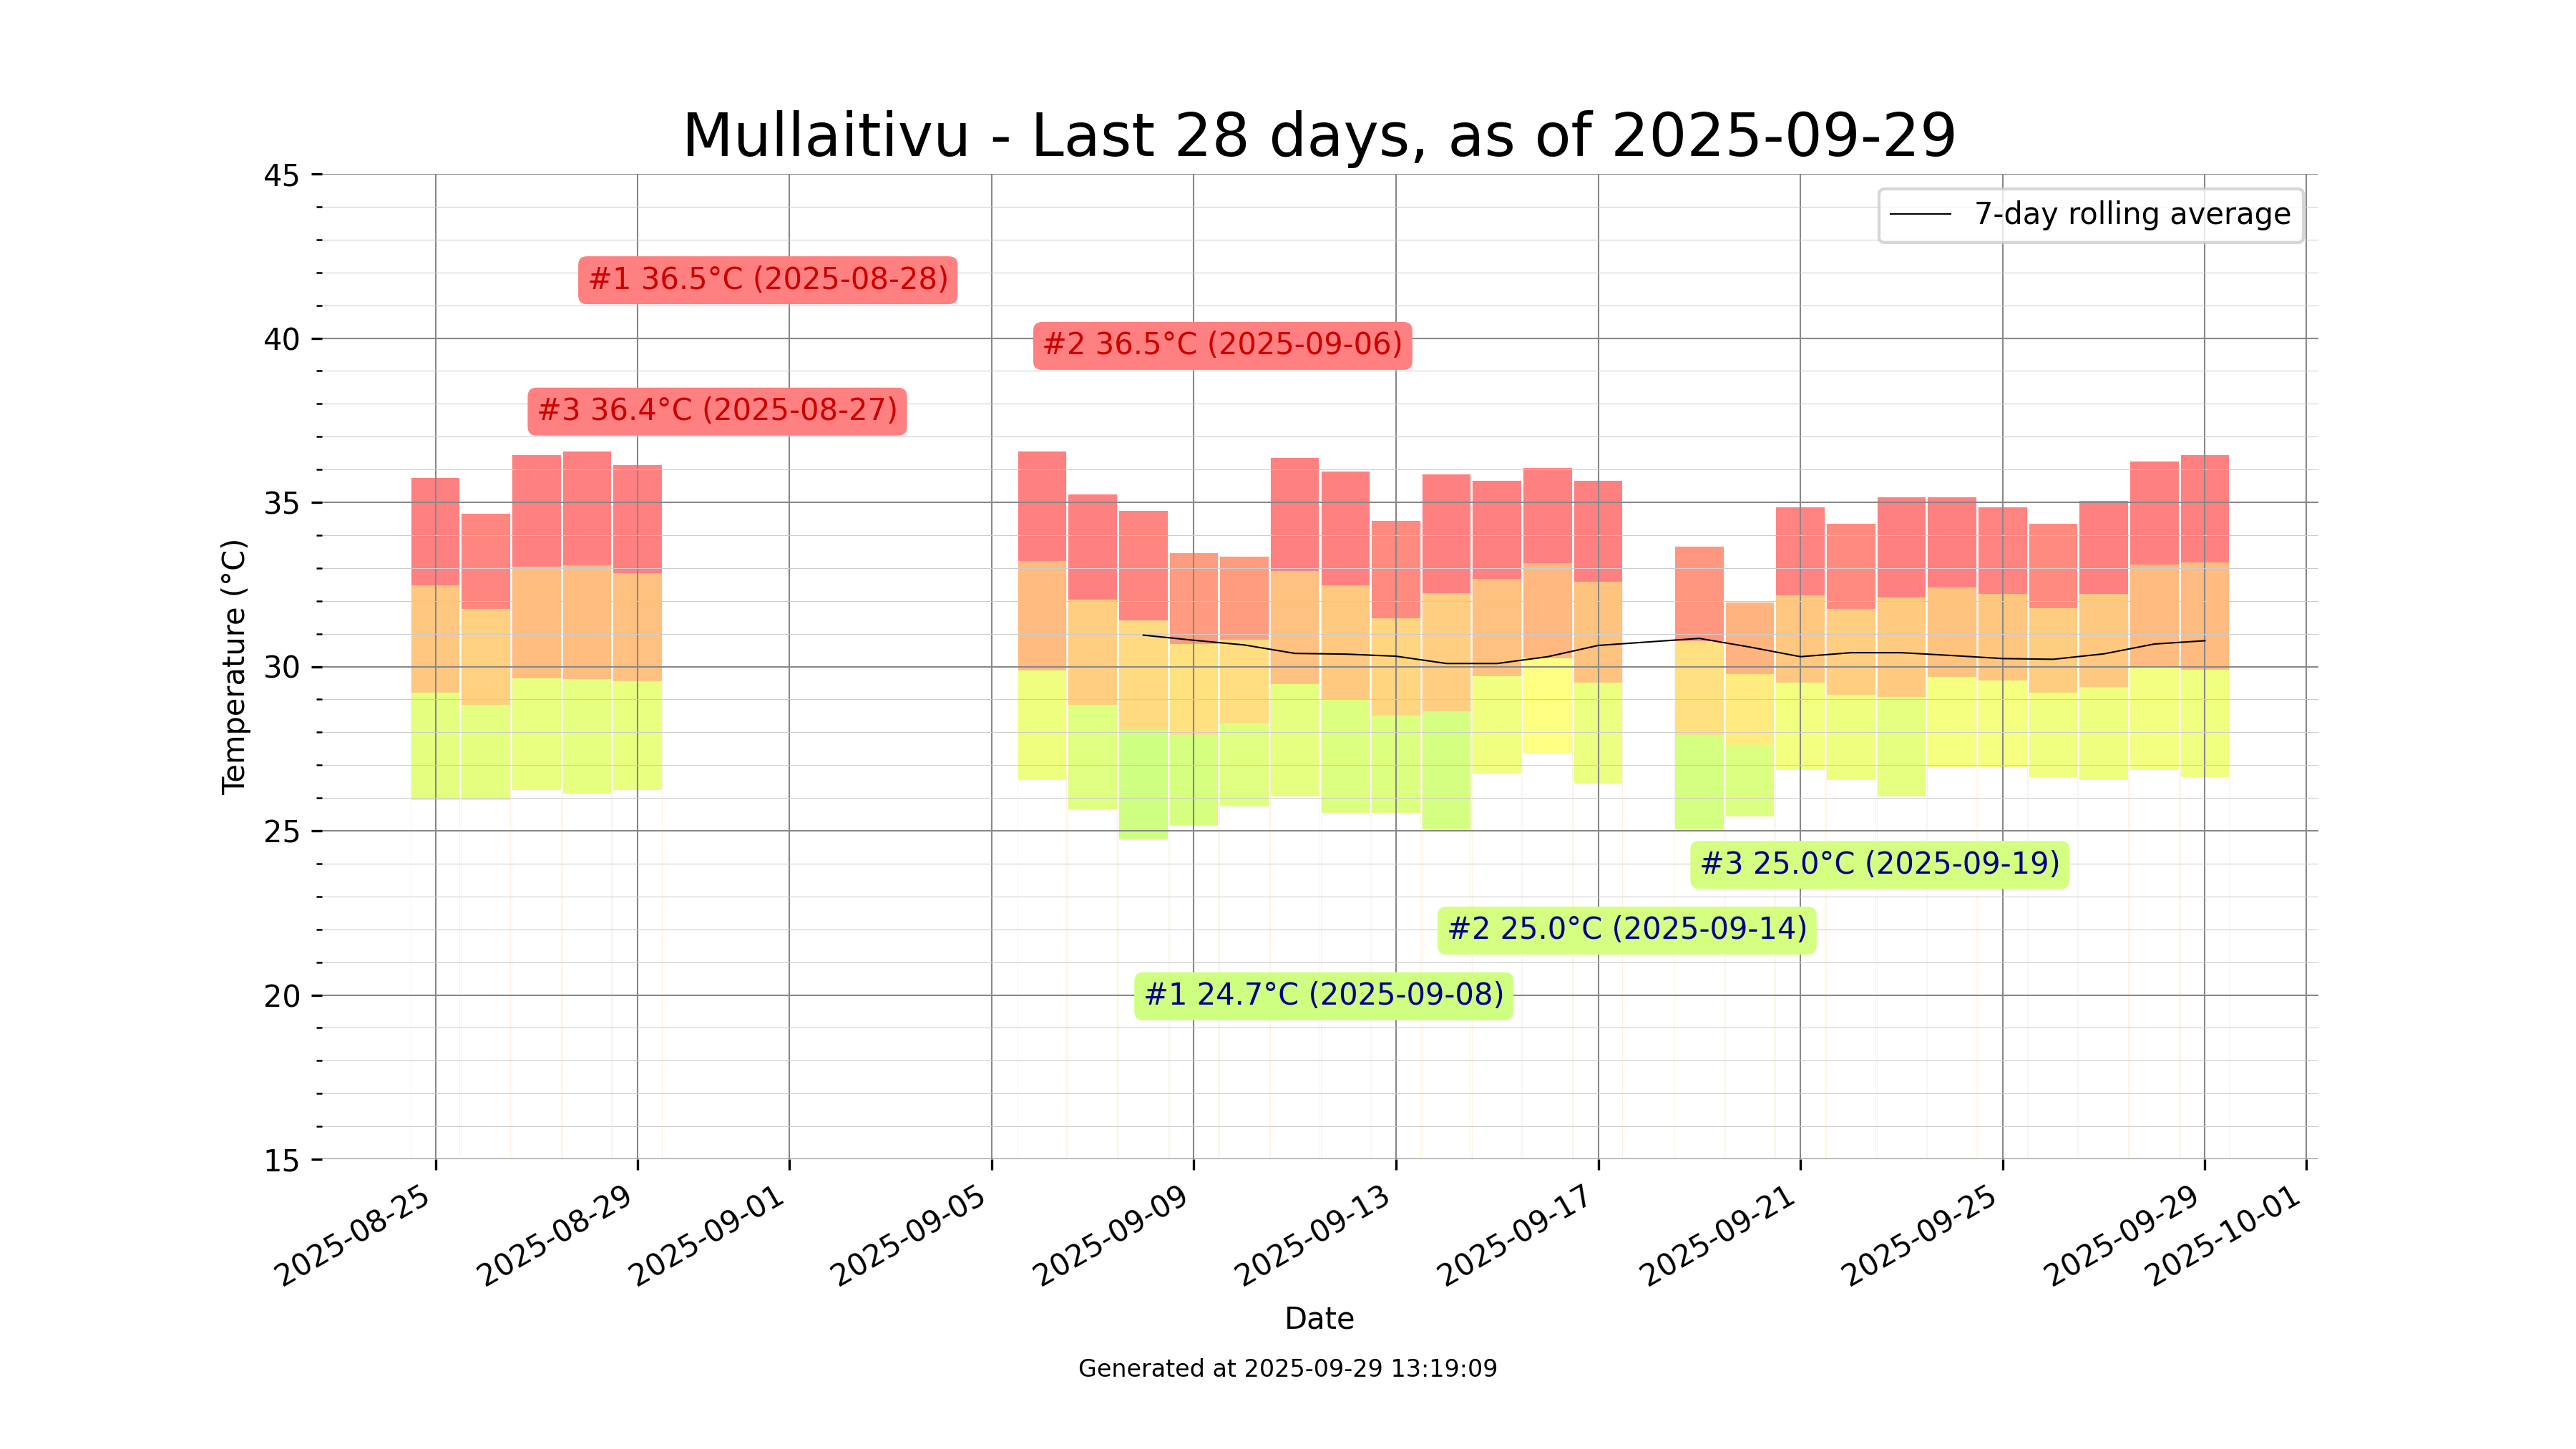 Mullaitivu - Last 28 days, as of 2025-09-29
45
7-day rolling average
#1 36.5°C (2025-08-28)
#2 36.5°C (2025-09-06)
40
#3 36.4°C (2025-08-27)
35
Temperature (°C)
30
25
#3 25.0°C (2025-09-19)
#2 25.0°C (2025-09-14)
#1 24.7°C (2025-09-08)
20
15
2025-08-25
2025-08-29
2025-09-01
2025-09-05
2025-09-09
2025-09-13
2025-09-17
2025-09-21
2025-09-25
2025-09-29
2025-10-01
Date
Generated at 2025-09-29 13:19:09